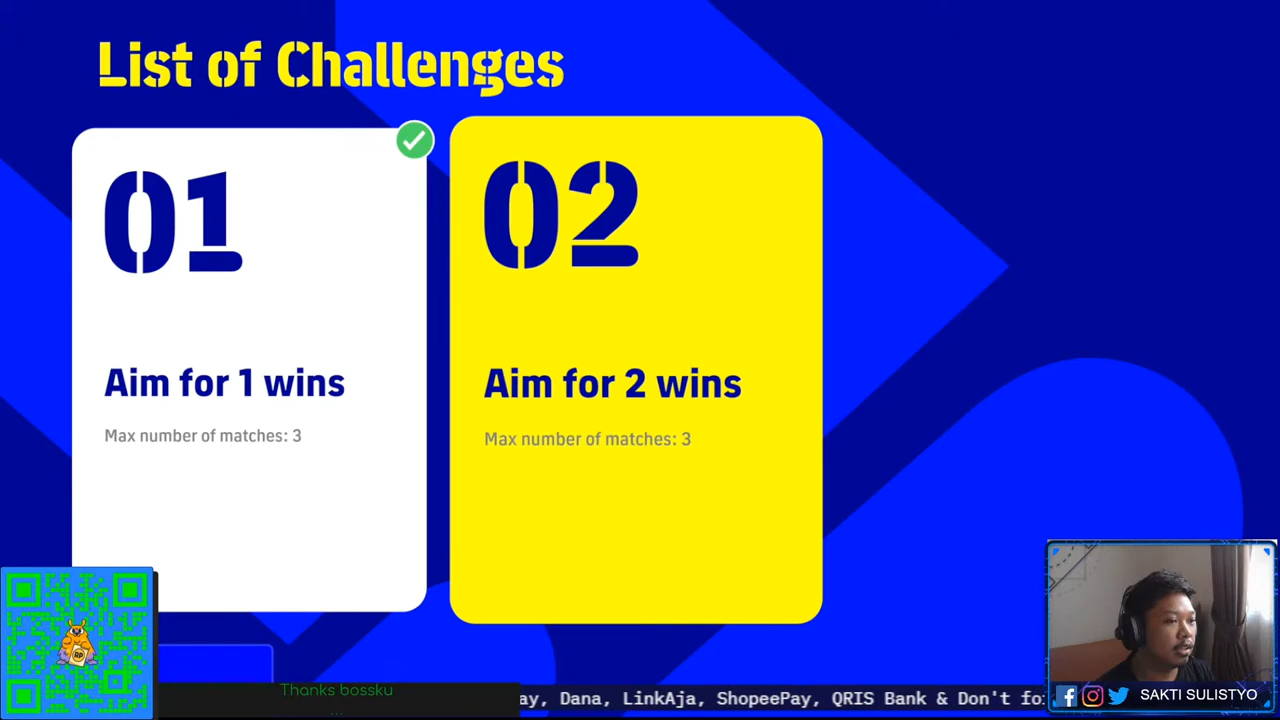 List of Challenges
01
Aim for 1 wins
Max number of matches: 3
02
Aim for 2 wins
Max number of matches: 3
RP
Thanks bossku
...
ay, Dana, LinkAja, ShopeePay, QRIS Bank & Don't
SAKTI SULISTYO